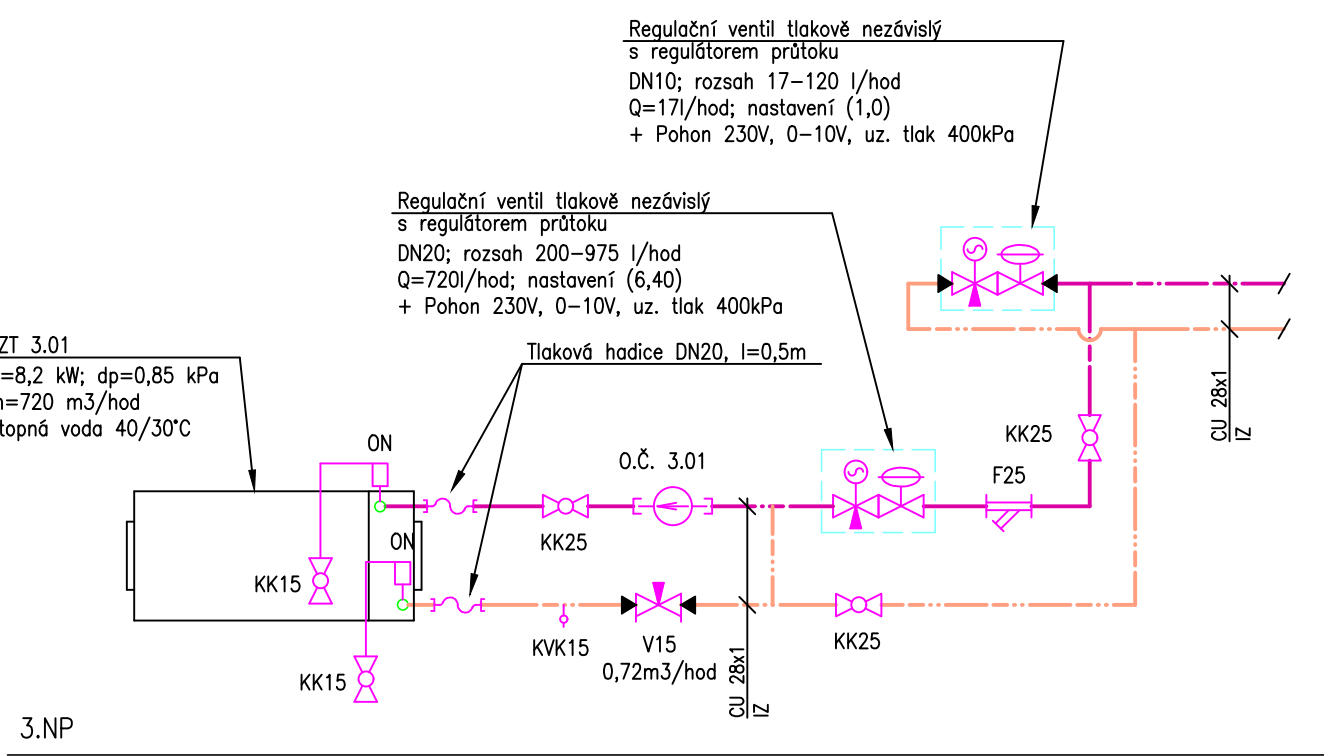 Regulační ventil tlakově nezávislý
s regulátorem průtoku
DN10; rozsah 17-120 l/hod
Q=17l/hod; nastavení (1,0)
+ Pohon 230V, 0-10V, uz. tlak 400kPa
Regulační ventil tlakově nezávislý
s regulátorem průtoku
DN20; rozsah 200-975 l/hod
Q=720l/hod; nastavení (6,40)
+ Pohon 230V, 0-10V, uz. tlak 400kPa
ZT 3.01
=8,2 kW; dp=0,85 kPa
=720 m3/hod
topná voda 40/30°C
Tlaková hadice DN20, l=0,5m
CU 28x1
IZ
KK25
ON
O.Č. 3.01
F25
KK25
ON
KK15
KVK15
V15
0,72m3/hod
KK25
KK15
CU 28x1
IZ
3.NP